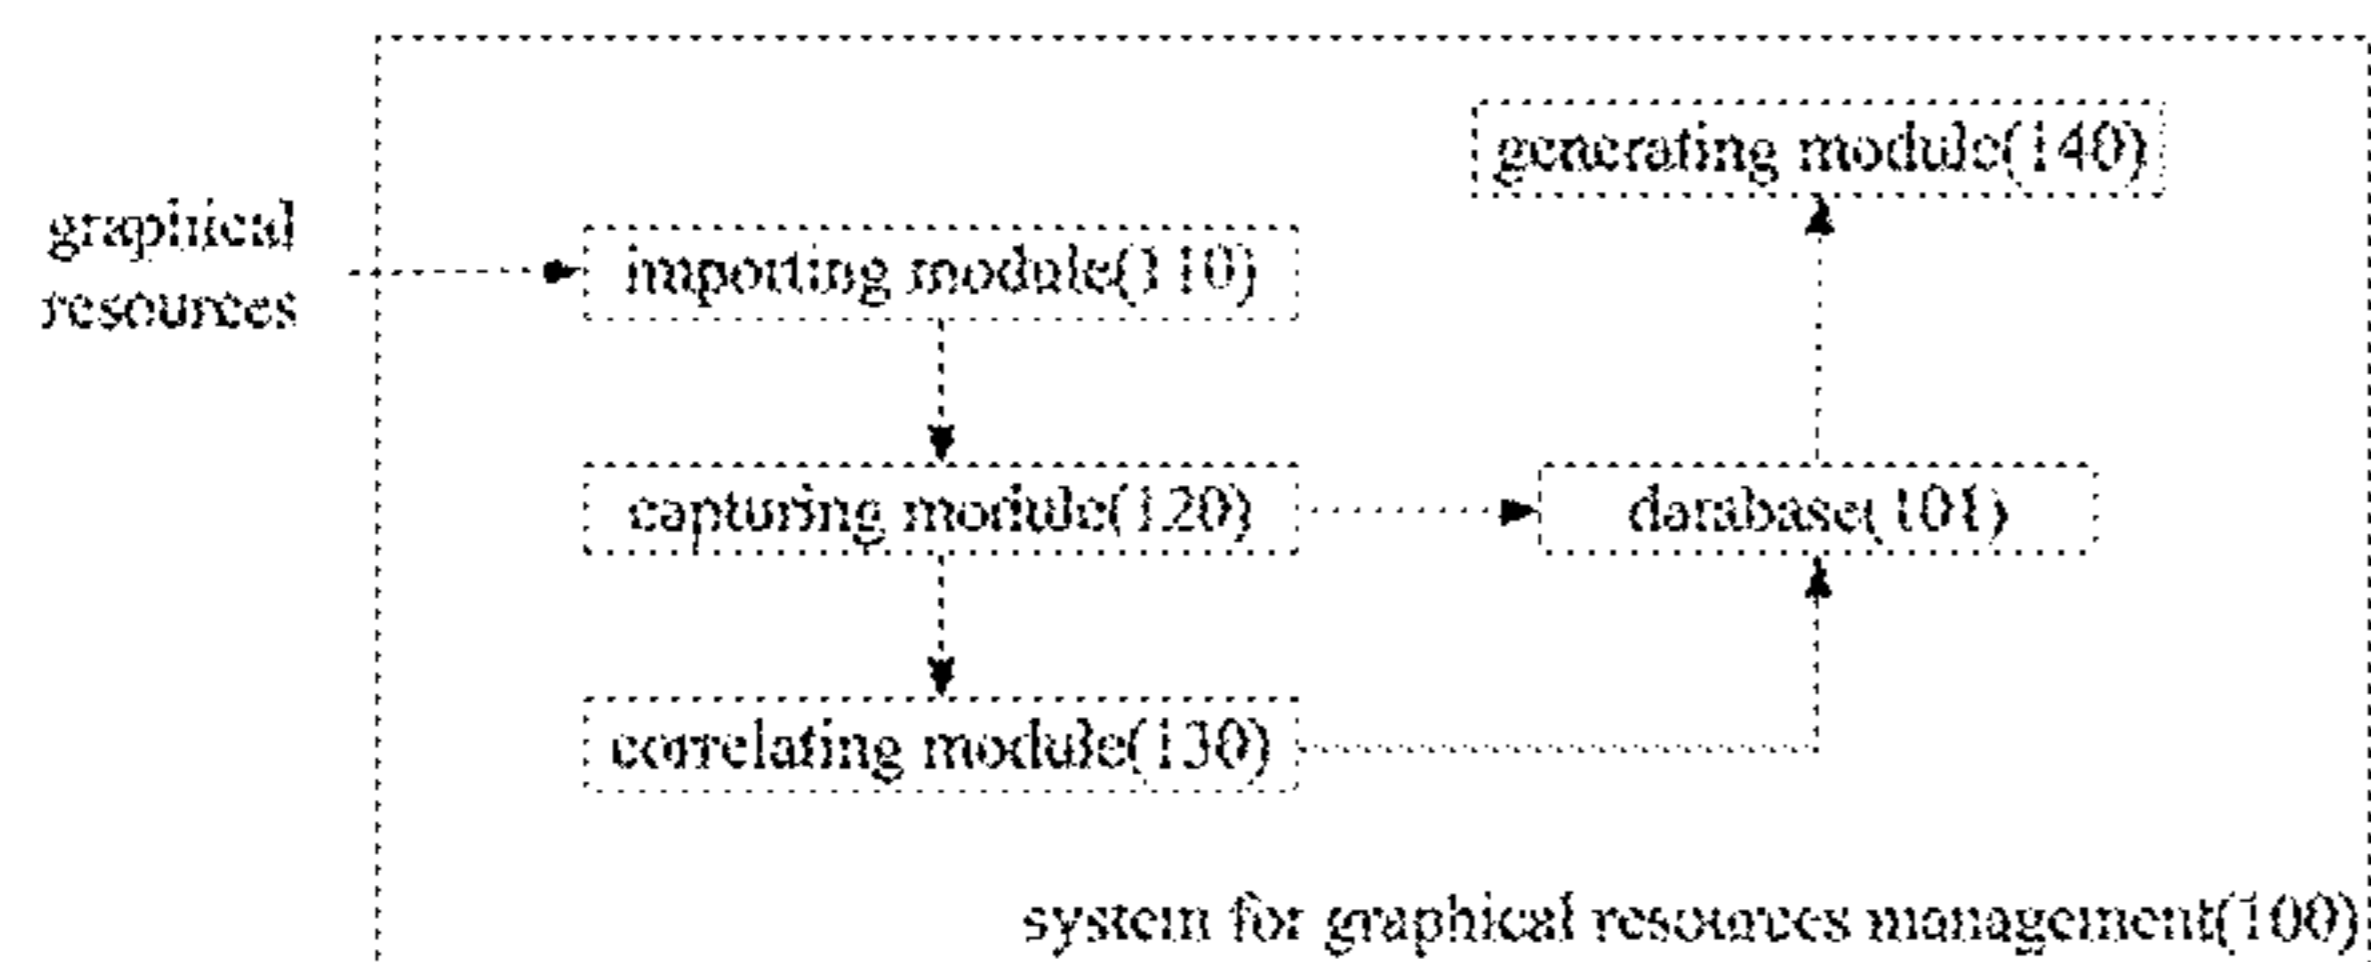 generating module(140)
graphical
resources
importing module(110)
capturing module(120)
database(101)
correlating module(130)
system for graphical resources management(100)